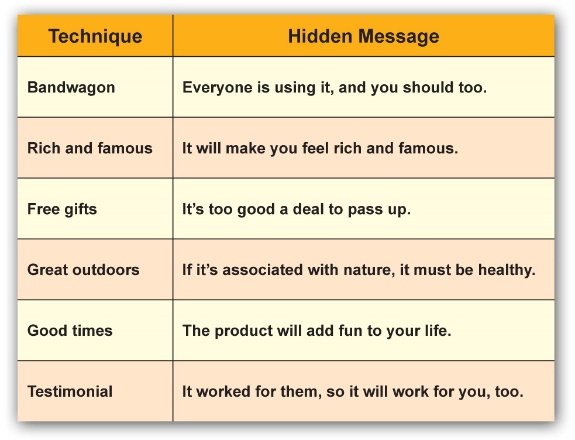 Technique Hidden Message
Bandwagon Everyone is using it, and you should too.
Rich and famous It will make you feel rich and famous.
Free gifts It’s too good a deal to pass up.
Great outdoors If it’s associated with nature, it must be healthy.
Good times The product will add fun to your life.
Testimonial It worked for them, so it will work for you, too.